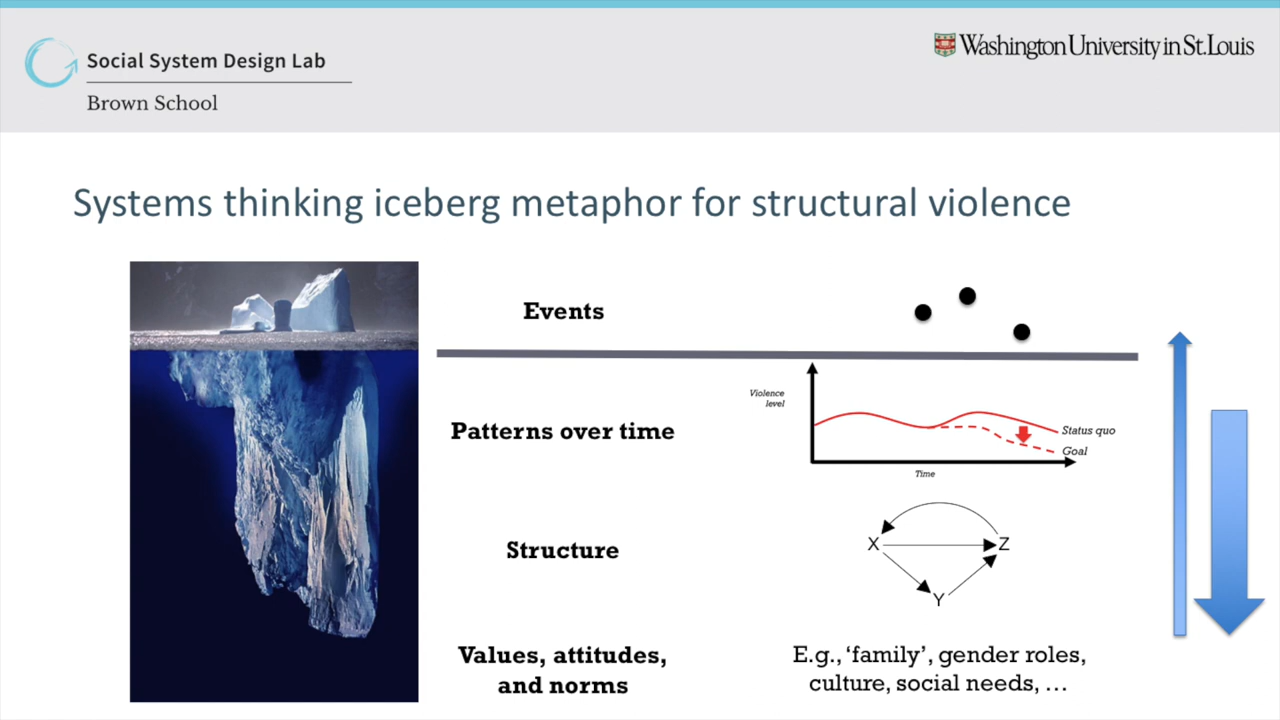 Social System Design Lab
Brown School
Washington University in St. Louis
Systems thinking iceberg metaphor for structural violence
Events
Patterns over time
Violence
level
Status quo
Goal
Time
Structure
X
Z
Y
Values, attitudes,
and norms
E.g., ‘family’, gender roles,
culture, social needs, …